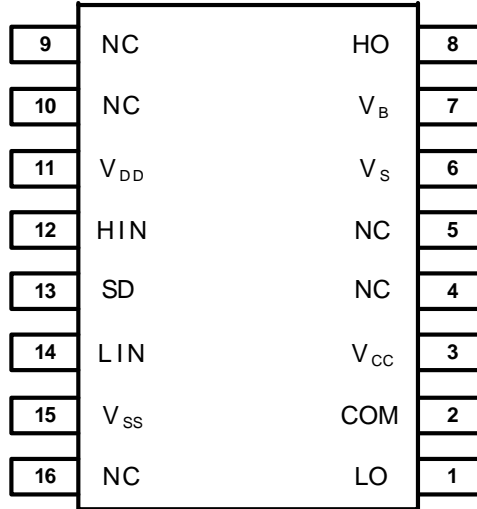 9 NC HO 8
10 NC VB 7
11 VDD VS 6
12 HIN NC 5
13 SD NC 4
14 LIN VCC 3
15 VSS COM 2
16 NC LO 1